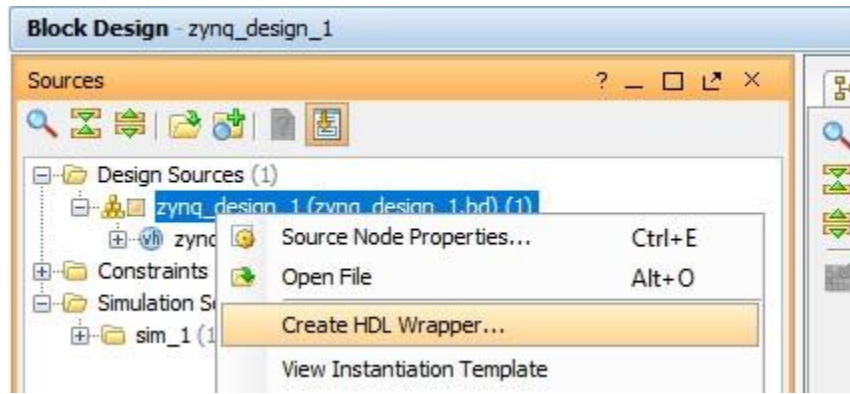 Block Design - zynq_design_1
Sources
Design Sources (1)
zynq_design_1 (zynq_design_1.bd) (1)
zynq
Source Node Properties... Ctrl+E
Constraints
Open File Alt+O
Simulation S
Create HDL Wrapper...
sim_1 (1
View Instantiation Template